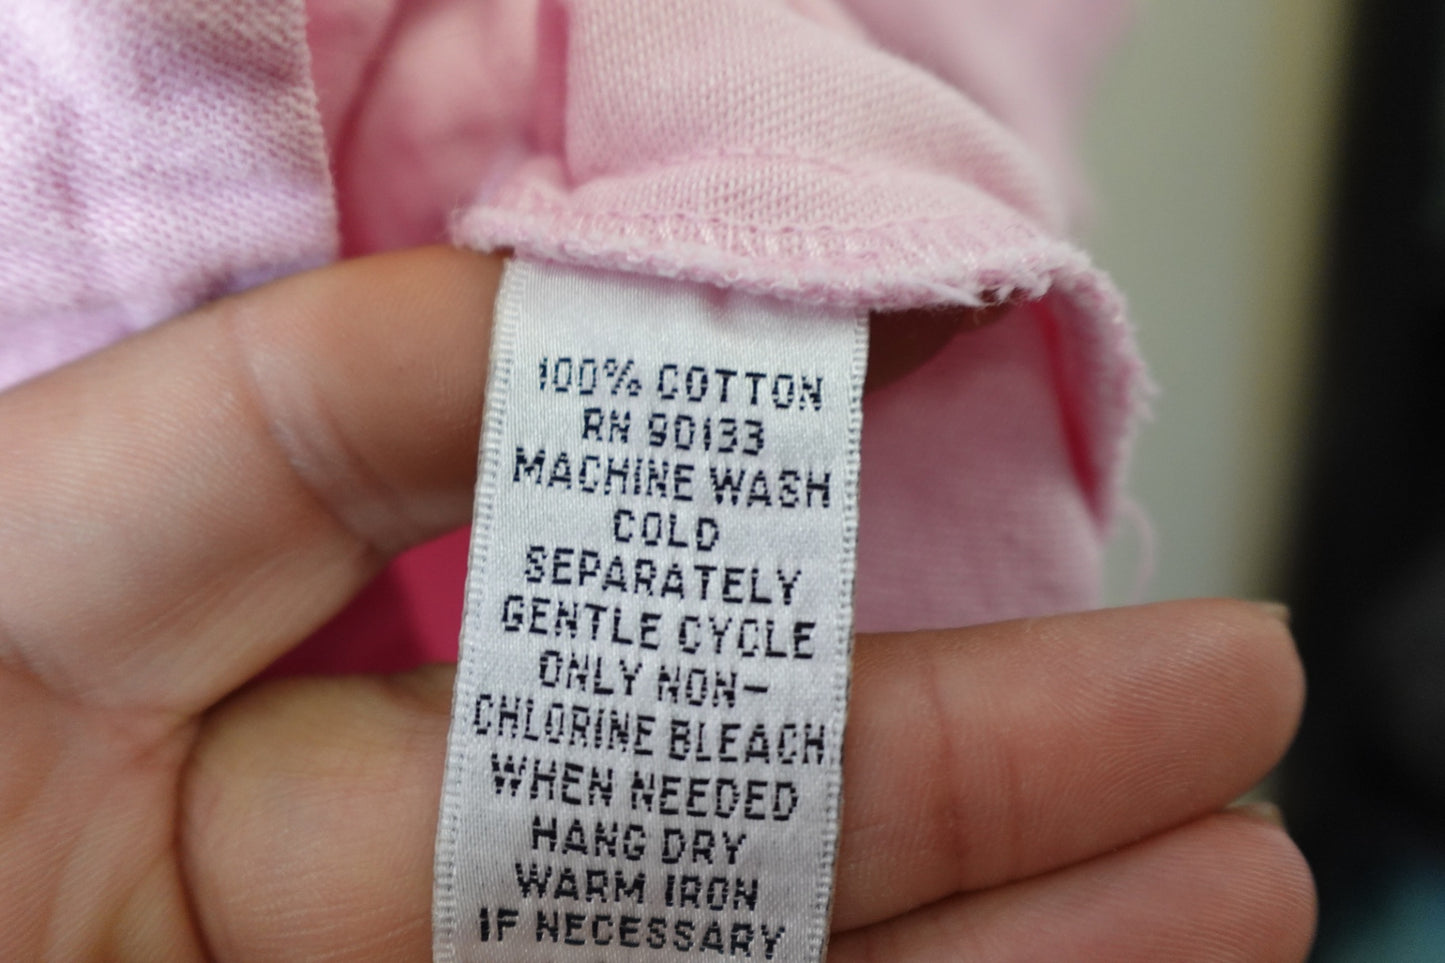 100% COTTON
RN 90133
MACHINE WASH
COLD
SEPARATELY
GENTLE CYCLE
ONLY NON-
CHLORINE BLEACH
WHEN NEEDED
HANG DRY
WARM IRON
IF NECESSARY